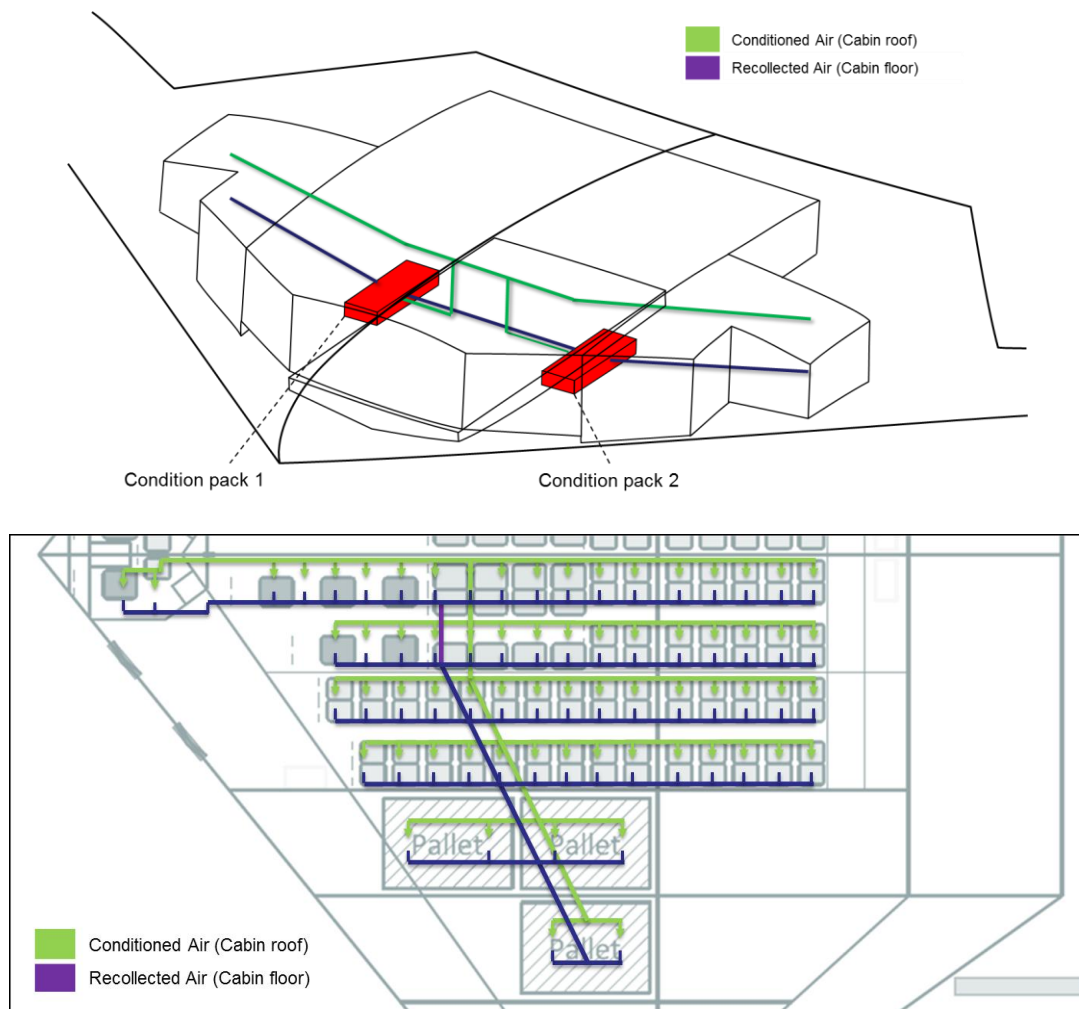 Conditioned Air (Cabin roof)
Recollected Air (Cabin floor)
Condition pack 1
Condition pack 2
Pallet
Pallet
Pallet
Conditioned Air (Cabin roof)
Recollected Air (Cabin floor)